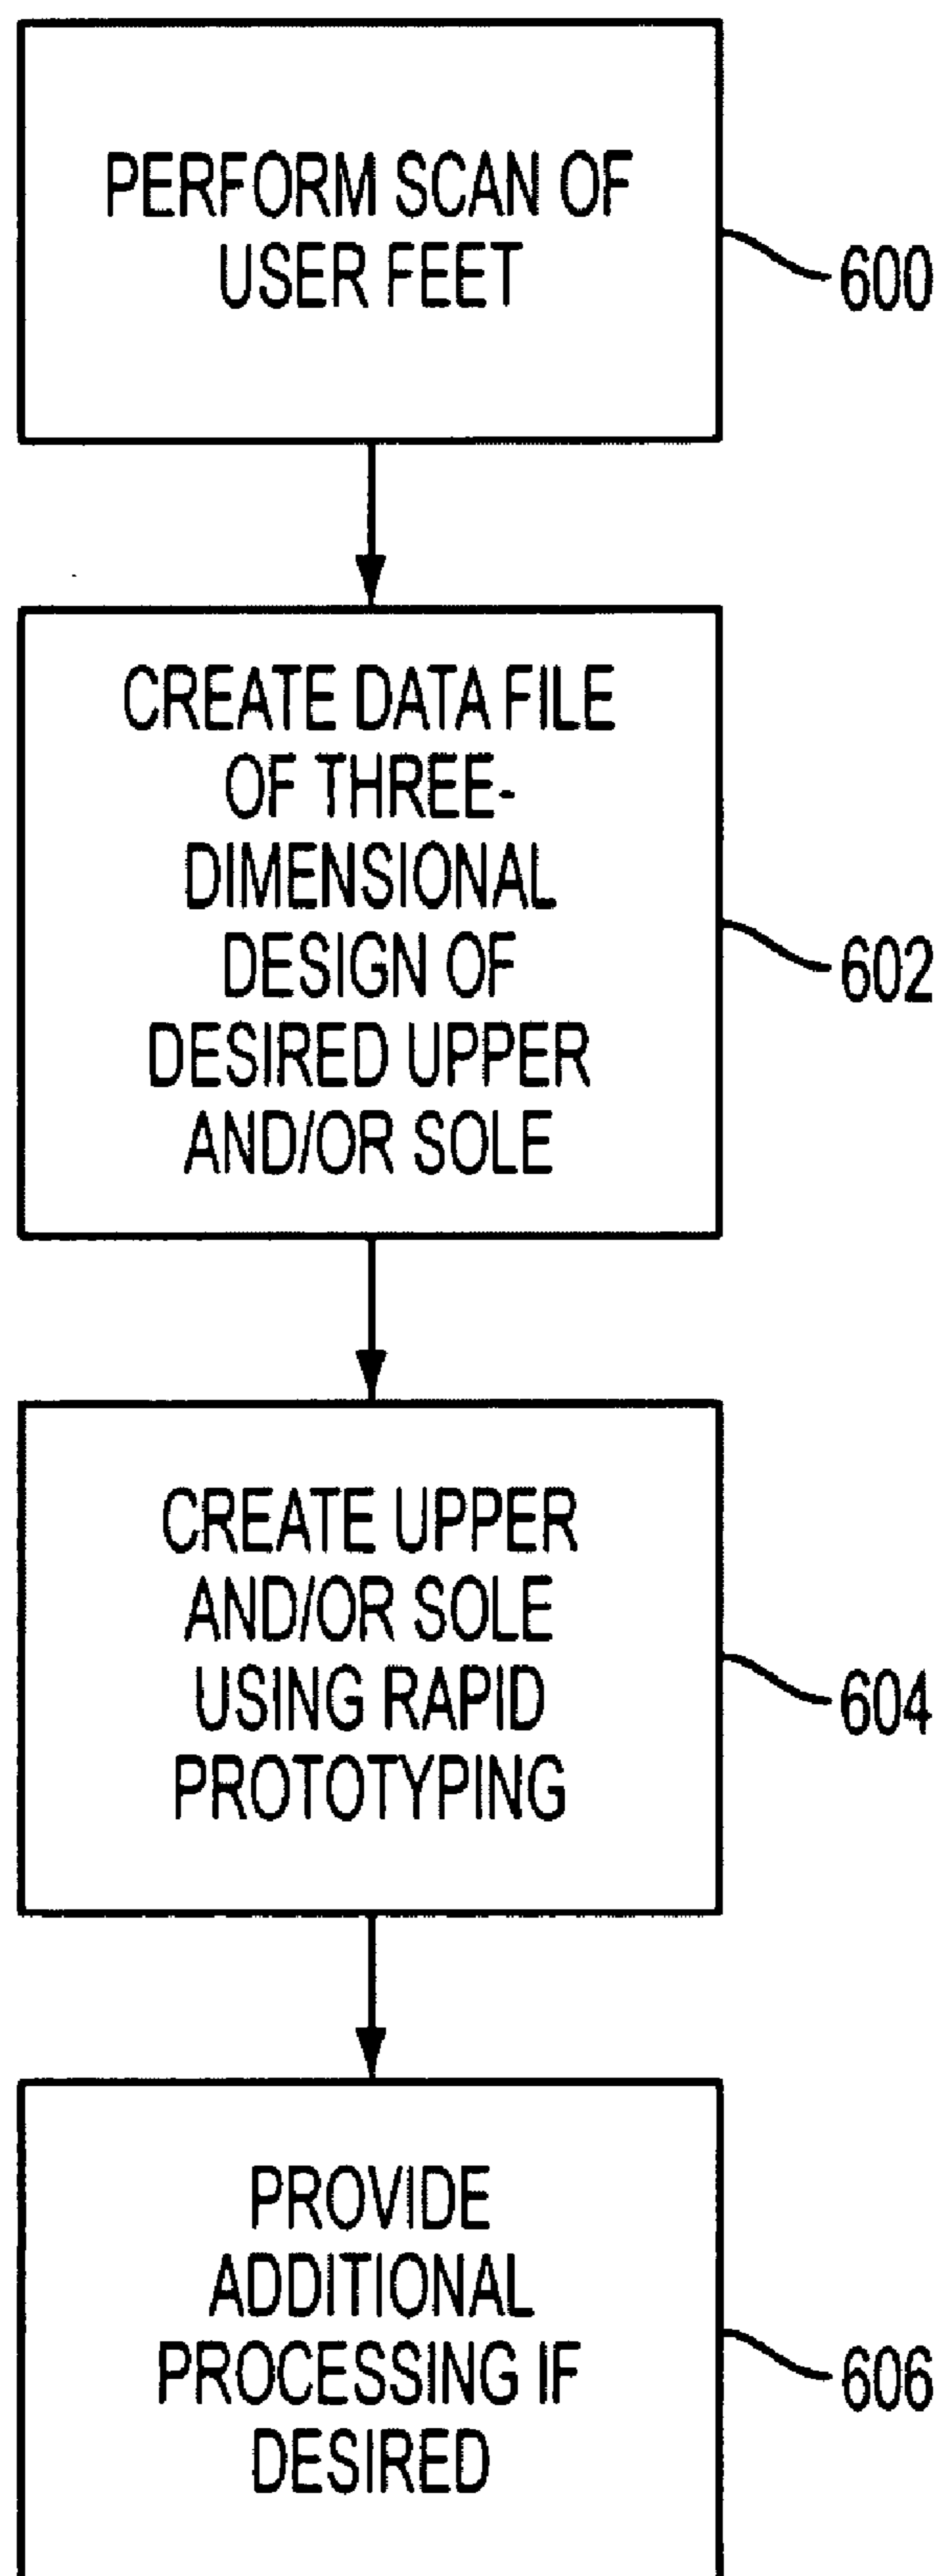 PERFORM SCAN OF
USER FEET
600
CREATE DATA FILE
OF THREE-
DIMENSIONAL
DESIGN OF
DESIRED UPPER
AND/OR SOLE
602
CREATE UPPER
AND/OR SOLE
USING RAPID
PROTOTYPING
604
PROVIDE
ADDITIONAL
PROCESSING IF
DESIRED
606